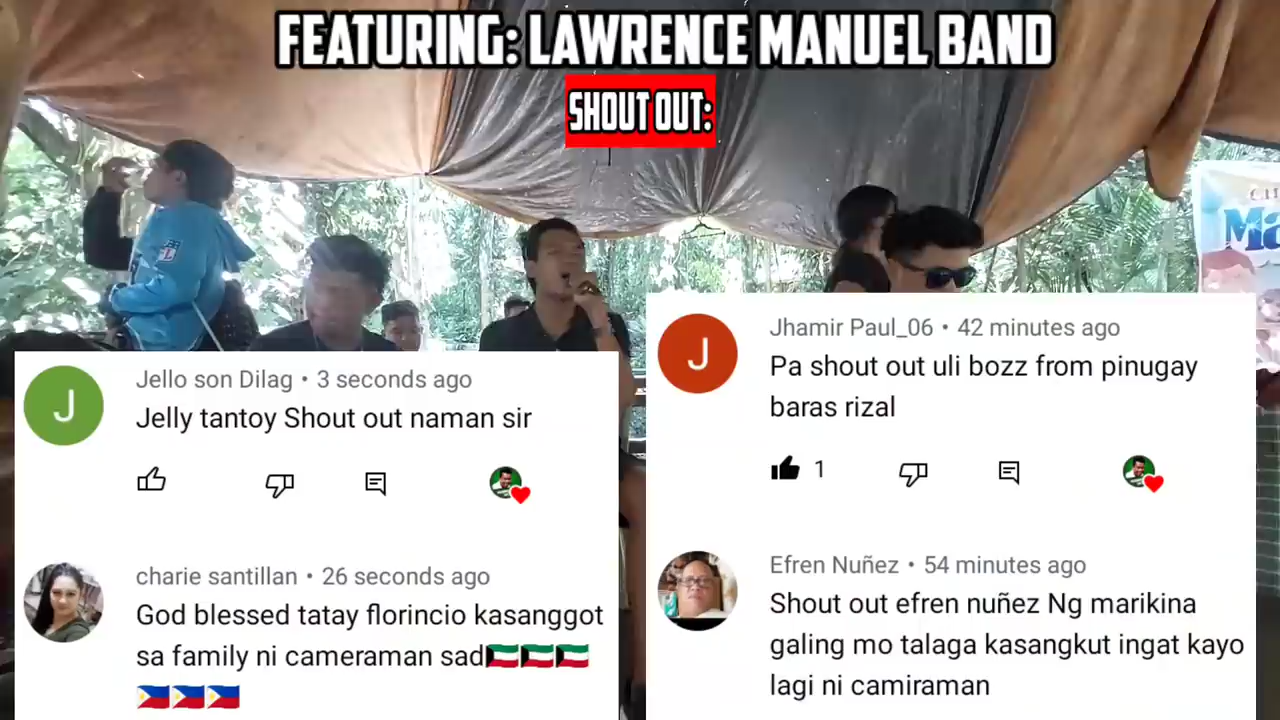 FEATURING: LAWRENCE MANUEL BAND
SHOUT OUT:
Jello son Dilag • 3 seconds ago
Jelly tantoy Shout out naman sir
charie santillan • 26 seconds ago
God blessed tatay florincio kasanggot
sa family ni cameraman sad🇰🇼🇰🇼🇰🇼
🇵🇭🇵🇭🇵🇭
Jhamir Paul_06 • 42 minutes ago
Pa shout out uli bozz from pinugay
baras rizal
1
Efren Nuñez • 54 minutes ago
Shout out efren nuñez Ng marikina
galing mo talaga kasangkut ingat kayo
lagi ni camiraman